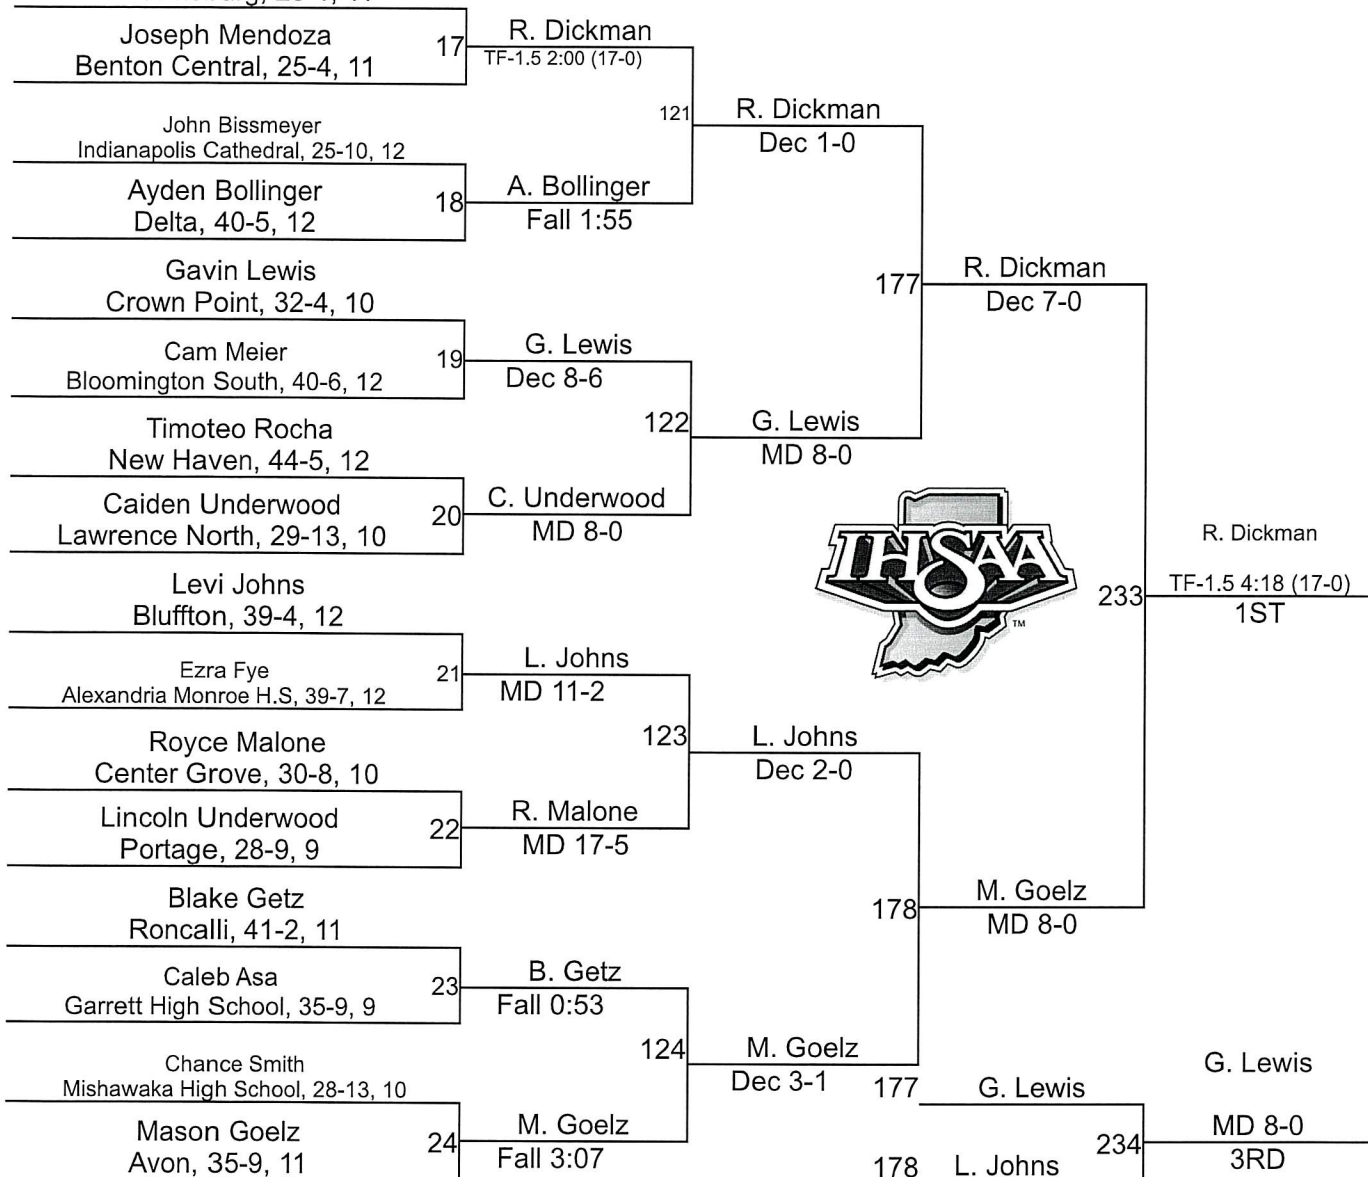 Joseph Mendoza
Benton Central, 25-4, 11
17
R. Dickman
TF-1.5 2:00 (17-0)
121
R. Dickman
Dec 1-0
John Bissmeyer
Indianapolis Cathedral, 25-10, 12
Ayden Bollinger
Delta, 40-5, 12
18
A. Bollinger
Fall 1:55
177
R. Dickman
Dec 7-0
Gavin Lewis
Crown Point, 32-4, 10
Cam Meier
Bloomington South, 40-6, 12
19
G. Lewis
Dec 8-6
122
G. Lewis
MD 8-0
Timoteo Rocha
New Haven, 44-5, 12
Caiden Underwood
Lawrence North, 29-13, 10
20
C. Underwood
MD 8-0
IHSAA
TM
233
R. Dickman
TF-1.5 4:18 (17-0)
1ST
Levi Johns
Bluffton, 39-4, 12
Ezra Fye
Alexandria Monroe H.S, 39-7, 12
21
L. Johns
MD 11-2
123
L. Johns
Dec 2-0
Royce Malone
Center Grove, 30-8, 10
Lincoln Underwood
Portage, 28-9, 9
22
R. Malone
MD 17-5
178
M. Goelz
MD 8-0
Blake Getz
Roncalli, 41-2, 11
Caleb Asa
Garrett High School, 35-9, 9
23
B. Getz
Fall 0:53
124
M. Goelz
Dec 3-1
Chance Smith
Mishawaka High School, 28-13, 10
Mason Goelz
Avon, 35-9, 11
24
M. Goelz
Fall 3:07
177
G. Lewis
178
L. Johns
234
G. Lewis
MD 8-0
3RD